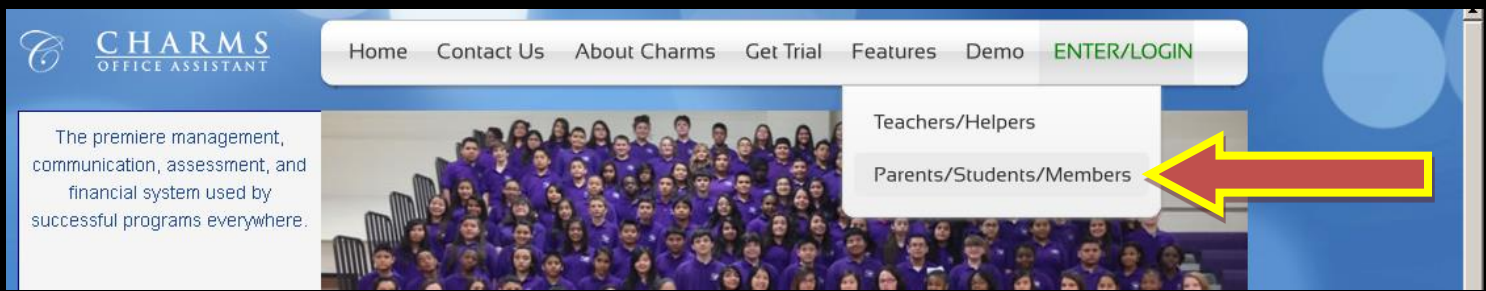 CHARMS
OFFICE ASSISTANT
Home Contact Us About Charms Get Trial Features Demo ENTER/LOGIN
Teachers/Helpers
Parents/Students/Members
The premiere management,
communication, assessment, and
financial system used by
successful programs everywhere.